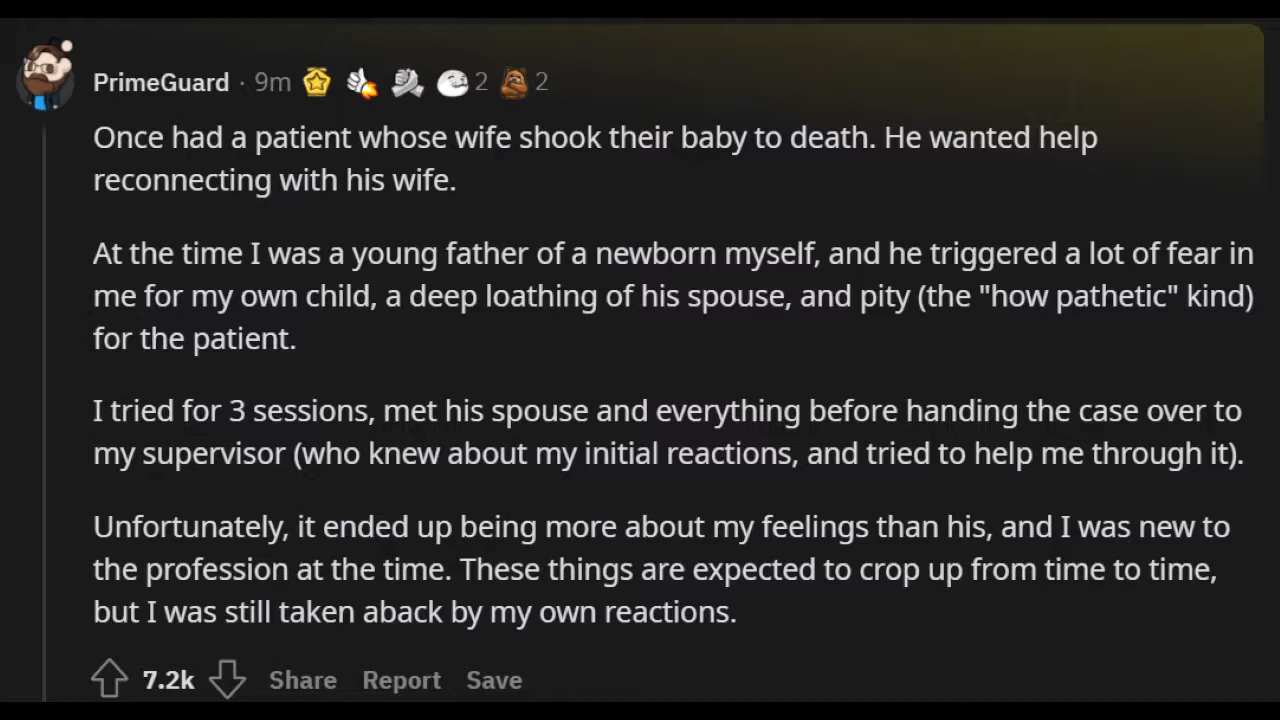 PrimeGuard · 9m 2 2
Once had a patient whose wife shook their baby to death. He wanted help
reconnecting with his wife.
At the time I was a young father of a newborn myself, and he triggered a lot of fear in
me for my own child, a deep loathing of his spouse, and pity (the "how pathetic" kind)
for the patient.
I tried for 3 sessions, met his spouse and everything before handing the case over to
my supervisor (who knew about my initial reactions, and tried to help me through it).
Unfortunately, it ended up being more about my feelings than his, and I was new to
the profession at the time. These things are expected to crop up from time to time,
but I was still taken aback by my own reactions.
7.2k Share Report Save